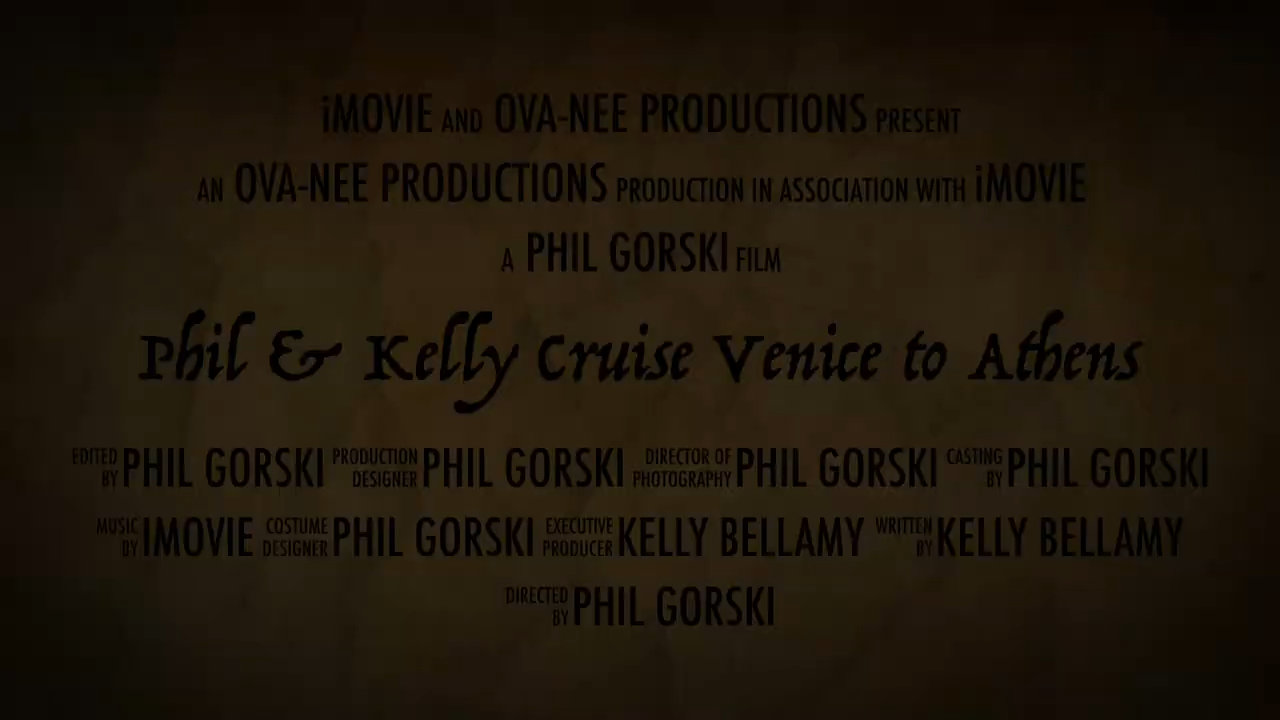 iMOVIE AND OVA-NEE PRODUCTIONS PRESENT
AN OVA-NEE PRODUCTIONS PRODUCTION IN ASSOCIATION WITH iMOVIE
A PHIL GORSKI FILM
Phil & Kelly Cruise Venice to Athens
EDITED BY PHIL GORSKI PRODUCTION DESIGNER PHIL GORSKI DIRECTOR OF PHOTOGRAPHY PHIL GORSKI CASTING BY PHIL GORSKI
MUSIC BY IMOVIE COSTUME DESIGNER PHIL GORSKI EXECUTIVE PRODUCER KELLY BELLAMY WRITTEN BY KELLY BELLAMY
DIRECTED BY PHIL GORSKI